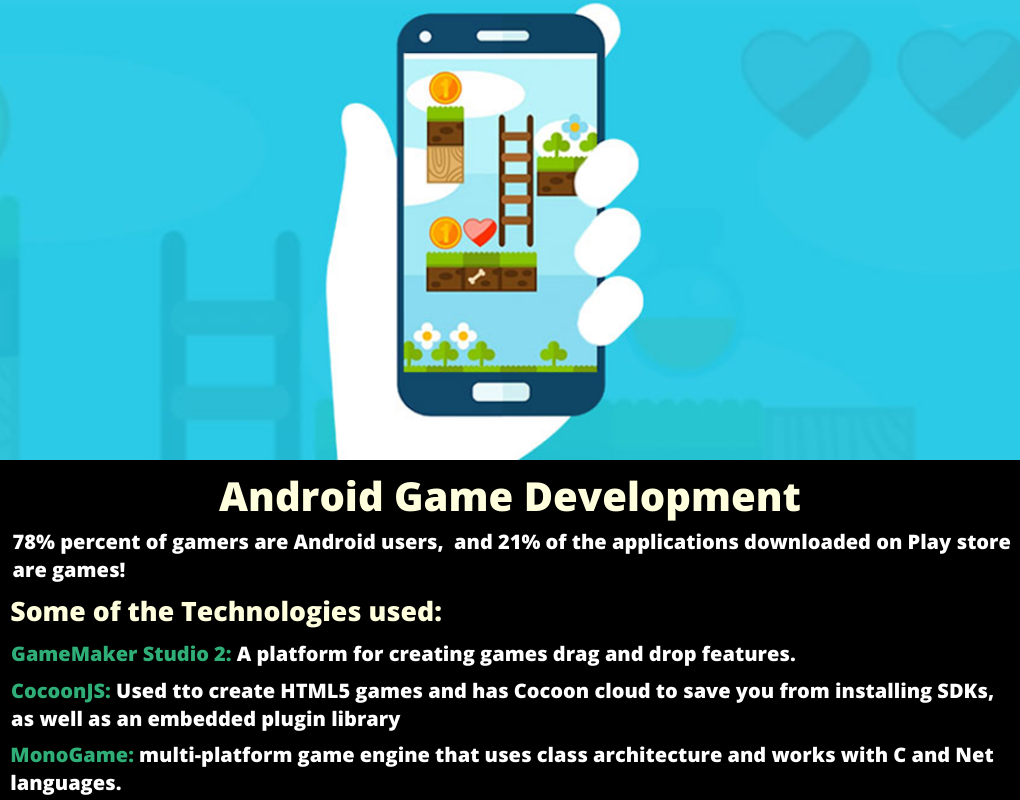 1
1
Android Game Development
78% percent of gamers are Android users,  and 21% of the applications downloaded on Play store
are games!
Some of the Technologies used:
GameMaker Studio 2: A platform for creating games drag and drop features.
CocoonJS: Used tto create HTML5 games and has Cocoon cloud to save you from installing SDKs,
as well as an embedded plugin library
MonoGame: multi-platform game engine that uses class architecture and works with C and Net
languages.